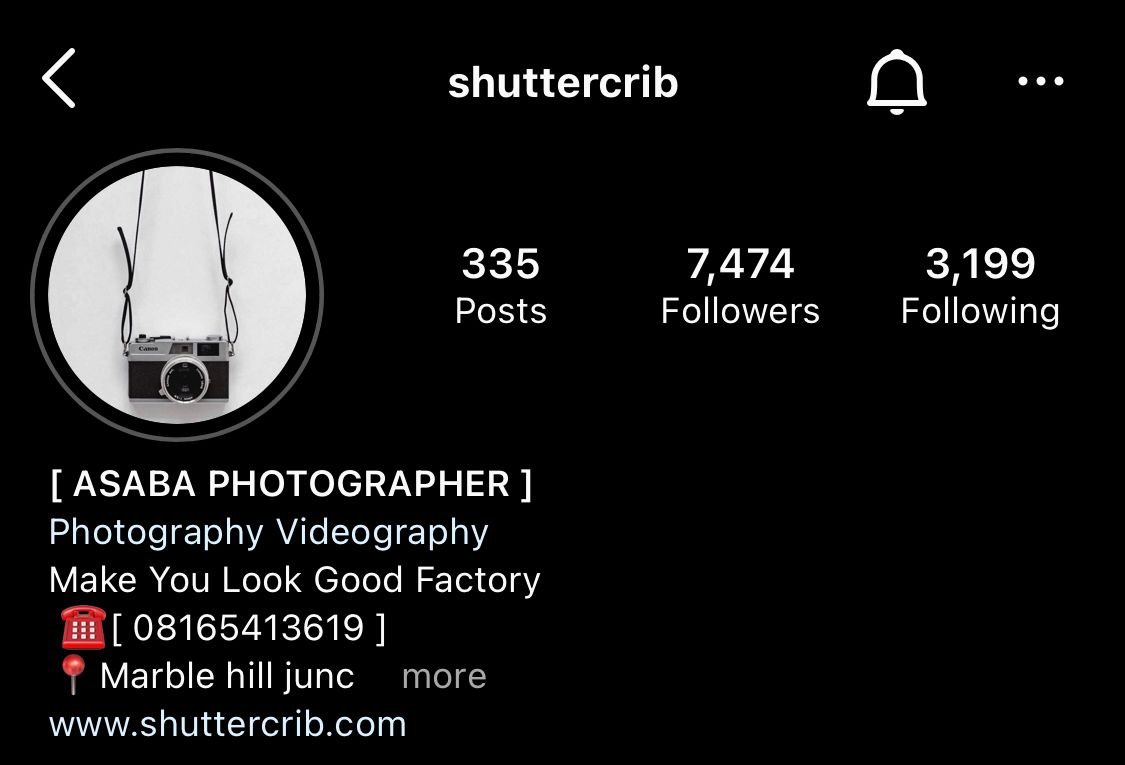 shuttercrib
335
Posts
7,474
Followers
3,199
Following
Canon
[ ASABA PHOTOGRAPHER ]
Photography Videography
Make You Look Good Factory
☎️[ 08165413619 ]
📍Marble hill junc more
www.shuttercrib.com